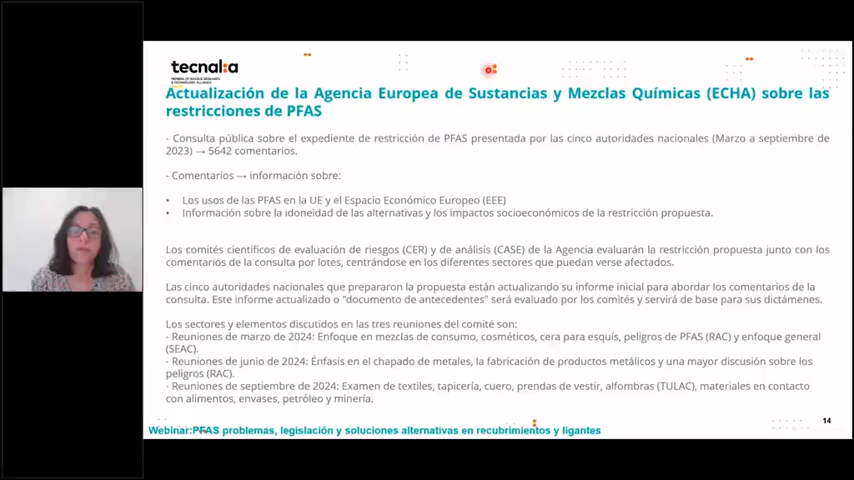 tecnalia
MEMBER OF BASQUE RESEARCH
& TECHNOLOGY ALLIANCE
Actualización de la Agencia Europea de Sustancias y Mezclas Químicas (ECHA) sobre las
restricciones de PFAS
- Consulta pública sobre el expediente de restricción de PFAS presentada por las cinco autoridades nacionales (Marzo a septiembre de
2023) → 5642 comentarios.
- Comentarios → información sobre:
• Los usos de las PFAS en la UE y el Espacio Económico Europeo (EEE)
• Información sobre la idoneidad de las alternativas y los impactos socioeconómicos de la restricción propuesta.
Los comités científicos de evaluación de riesgos (CER) y de análisis (CASE) de la Agencia evaluarán la restricción propuesta junto con los
comentarios de la consulta por lotes, centrándose en los diferentes sectores que puedan verse afectados.
Las cinco autoridades nacionales que prepararon la propuesta están actualizando su informe inicial para abordar los comentarios de la
consulta. Este informe actualizado o "documento de antecedentes" será evaluado por los comités y servirá de base para sus dictámenes.
Los sectores y elementos discutidos en las tres reuniones del comité son:
- Reuniones de marzo de 2024: Enfoque en mezclas de consumo, cosméticos, cera para esquís, peligros de PFAS (RAC) y enfoque general
(SEAC).
- Reuniones de junio de 2024: Énfasis en el chapado de metales, la fabricación de productos metálicos y una mayor discusión sobre los
peligros (RAC).
- Reuniones de septiembre de 2024: Examen de textiles, tapicería, cuero, prendas de vestir, alfombras (TULAC), materiales en contacto
con alimentos, envases, petróleo y minería.
14
Webinar:PFAS problemas, legislación y soluciones alternativas en recubrimientos y ligantes